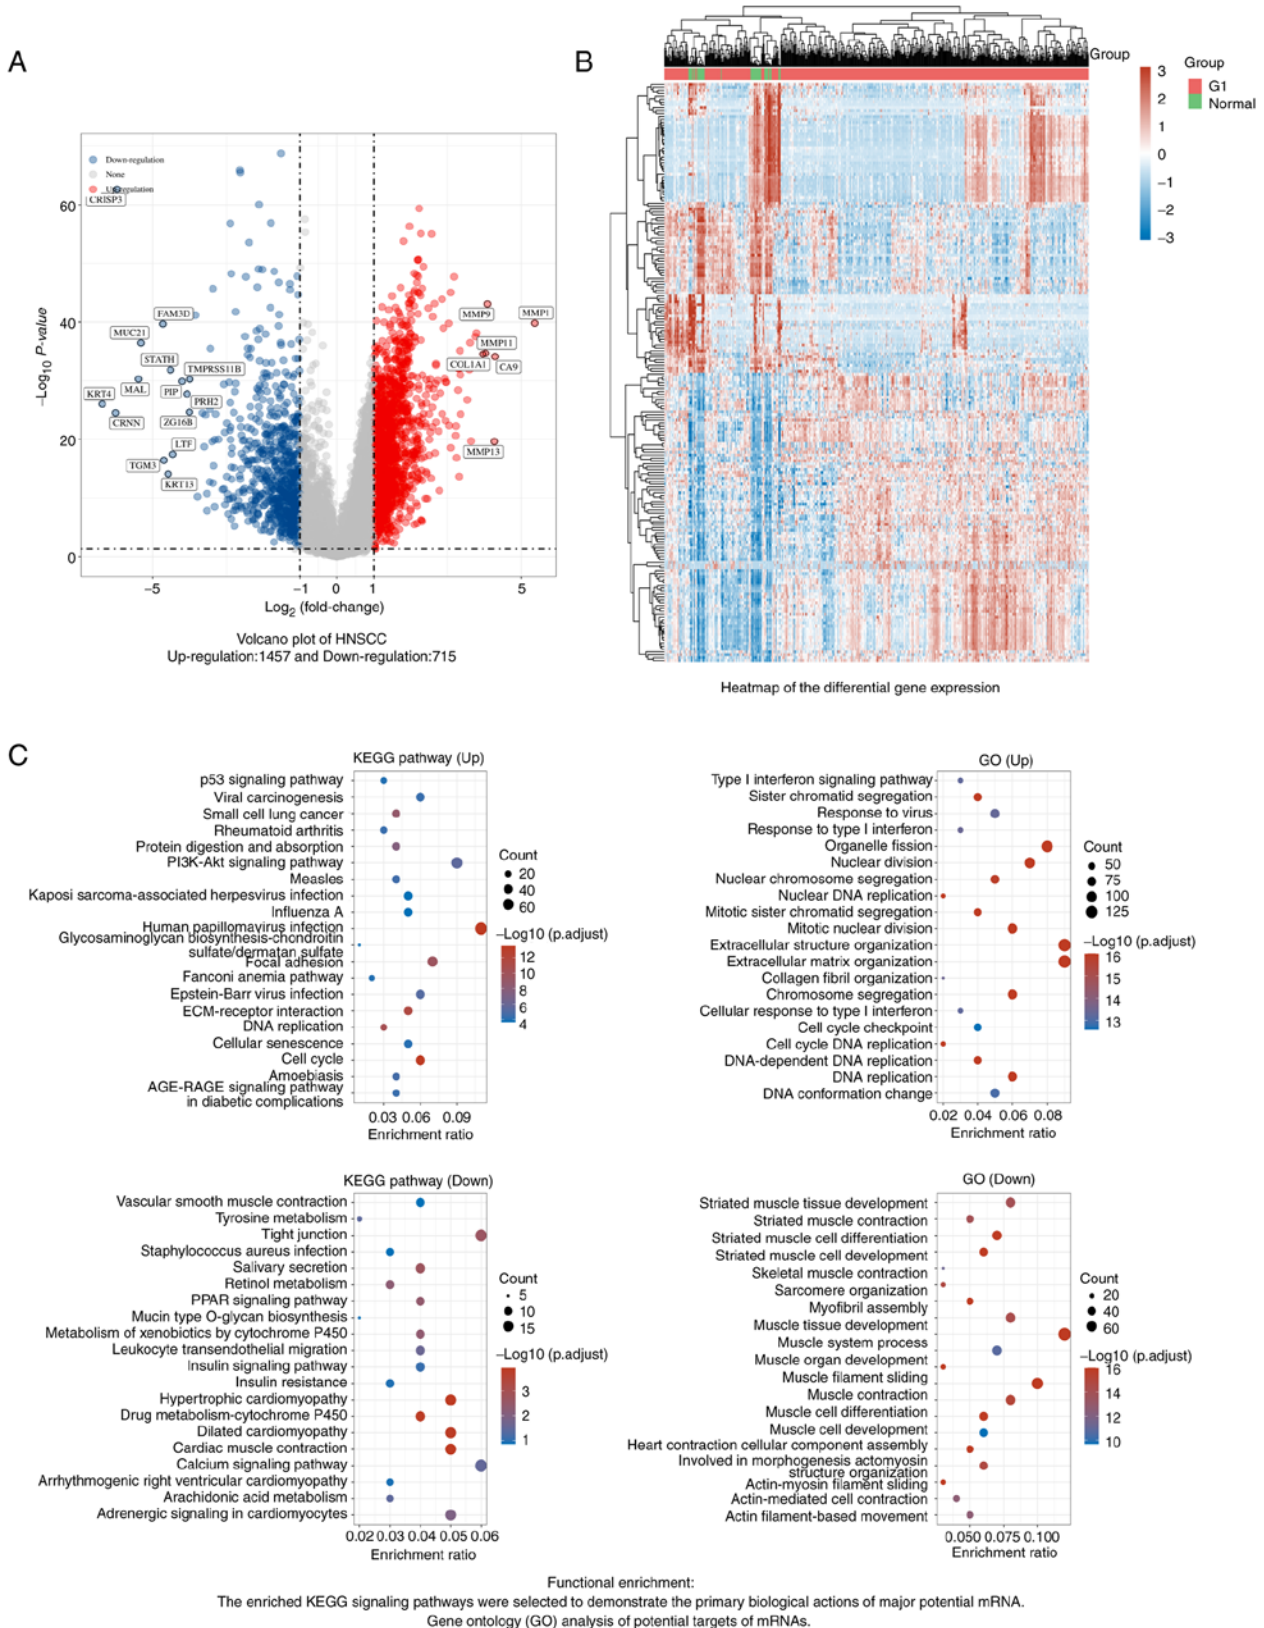 A
Down-regulation
None
Up-regulation
CRISP3
FAM3D
MUC21
STATH
TMPRSS11B
MAL
PIP
PRH2
KRT4
CRNN
ZG16B
LTF
TGM3
KRT13
MMP9
MMP1
MMP11
COL1A1
CA9
MMP13
60
40
20
0
−Log10 P-value
−5 −1 0 1 5
Log2 (fold-change)
Volcano plot of HNSCC
Up-regulation:1457 and Down-regulation:715
B
Group
3
2
1
0
−1
−2
−3
Group
G1
Normal
Heatmap of the differential gene expression
C
KEGG pathway (Up)
p53 signaling pathway
Viral carcinogenesis
Small cell lung cancer
Rheumatoid arthritis
Protein digestion and absorption
PI3K-Akt signaling pathway
Measles
Kaposi sarcoma-associated herpesvirus infection
Influenza A
Human papillomavirus infection
Glycosaminoglycan biosynthesis-chondroitin
sulfate/dermatan sulfate
Focal adhesion
Fanconi anemia pathway
Epstein-Barr virus infection
ECM-receptor interaction
DNA replication
Cellular senescence
Cell cycle
Amoebiasis
AGE-RAGE signaling pathway
in diabetic complications
0.03 0.06 0.09
Enrichment ratio
Count
20
40
60
−Log10 (p.adjust)
12
10
8
6
4
GO (Up)
Type I interferon signaling pathway
Sister chromatid segregation
Response to virus
Response to type I interferon
Organelle fission
Nuclear division
Nuclear chromosome segregation
Nuclear DNA replication
Mitotic sister chromatid segregation
Mitotic nuclear division
Extracellular structure organization
Extracellular matrix organization
Collagen fibril organization
Chromosome segregation
Cellular response to type I interferon
Cell cycle checkpoint
Cell cycle DNA replication
DNA-dependent DNA replication
DNA replication
DNA conformation change
0.02 0.04 0.06 0.08
Enrichment ratio
Count
50
75
100
125
−Log10 (p.adjust)
16
15
14
13
KEGG pathway (Down)
Vascular smooth muscle contraction
Tyrosine metabolism
Tight junction
Staphylococcus aureus infection
Salivary secretion
Retinol metabolism
PPAR signaling pathway
Mucin type O-glycan biosynthesis
Metabolism of xenobiotics by cytochrome P450
Leukocyte transendothelial migration
Insulin signaling pathway
Insulin resistance
Hypertrophic cardiomyopathy
Drug metabolism-cytochrome P450
Dilated cardiomyopathy
Cardiac muscle contraction
Calcium signaling pathway
Arrhythmogenic right ventricular cardiomyopathy
Arachidonic acid metabolism
Adrenergic signaling in cardiomyocytes
0.02 0.03 0.04 0.05 0.06
Enrichment ratio
Count
5
10
15
−Log10 (p.adjust)
3
2
1
GO (Down)
Striated muscle tissue development
Striated muscle contraction
Striated muscle cell differentiation
Striated muscle cell development
Skeletal muscle contraction
Sarcomere organization
Myofibril assembly
Muscle tissue development
Muscle system process
Muscle organ development
Muscle filament sliding
Muscle contraction
Muscle cell differentiation
Muscle cell development
Heart contraction cellular component assembly
Involved in morphogenesis actomyosin
structure organization
Actin-myosin filament sliding
Actin-mediated cell contraction
Actin filament-based movement
0.050 0.075 0.100
Enrichment ratio
Count
20
40
60
−Log10 (p.adjust)
16
14
12
10
Functional enrichment:
The enriched KEGG signaling pathways were selected to demonstrate the primary biological actions of major potential mRNA.
Gene ontology (GO) analysis of potential targets of mRNAs.